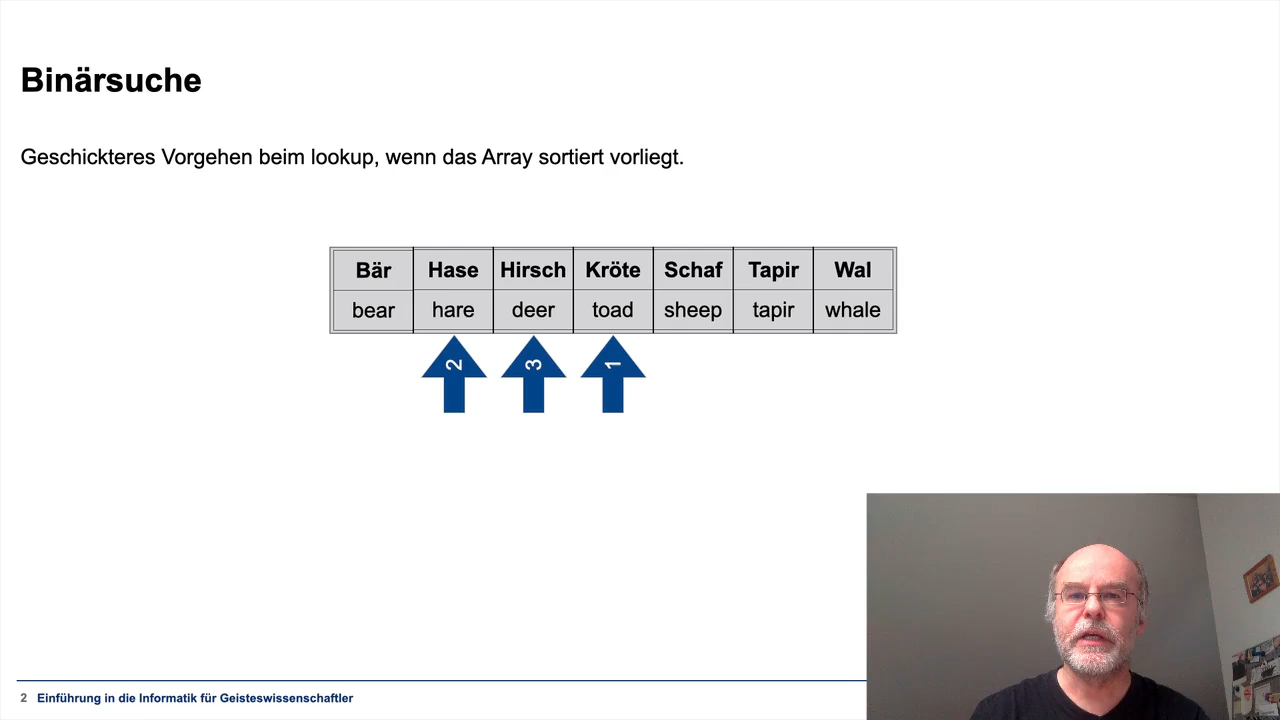 Binärsuche
Geschickteres Vorgehen beim lookup, wenn das Array sortiert vorliegt.
Bär Hase Hirsch Kröte Schaf Tapir Wal
bear hare deer toad sheep tapir whale
2 3 1
2 Einführung in die Informatik für Geisteswissenschaftler